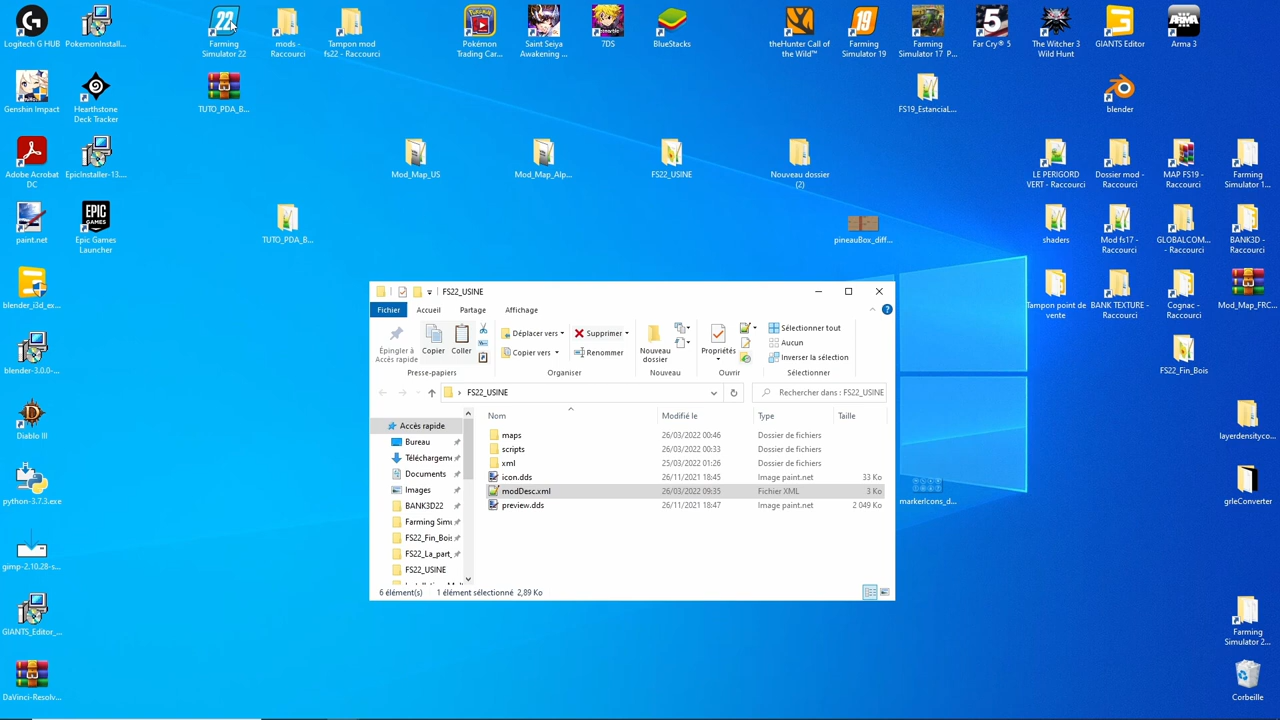 Logitech G HUB
PokemonInstall...
Farming
Simulator 22
mods -
Raccourci
Tampon mod
fs22 - Raccourci
Pokémon
Trading Car...
Saint Seiya
Awakening ...
7DS
BlueStacks
theHunter Call of
the Wild™
Farming
Simulator 19
Farming
Simulator 17 P...
Far Cry® 5
The Witcher 3
Wild Hunt
GIANTS Editor
Arma 3
Genshin Impact
Hearthstone
Deck Tracker
TUTO_PDA_B...
FS19_EstanciaL...
blender
Adobe Acrobat
DC
EpicInstaller-13....
Mod_Map_US
Mod_Map_Alp...
FS22_USINE
Nouveau dossier
(2)
LE PERIGORD
VERT - Raccourci
Dossier mod -
Raccourci
MAP FS19 -
Raccourci
Farming
Simulator 1...
paint.net
Epic Games
Launcher
TUTO_PDA_B...
pineauBox_diff...
shaders
Mod fs17 -
Raccourci
GLOBALCOM...
- Raccourci
BANK3D -
Raccourci
blender_i3d_ex...
Tampon point de
vente
BANK TEXTURE -
Raccourci
Cognac -
Raccourci
Mod_Map_FRC...
blender-3.0.0-...
FS22_Fin_Bois
Diablo III
layerdensityco...
python-3.7.3.exe
markerIcons_d...
grleConverter
gimp-2.10.28-s...
GIANTS_Editor_...
Farming
Simulator 2...
DaVinci-Resolv...
Corbeille
FS22_USINE
Fichier
Accueil
Partage
Affichage
Épingler à
Accès rapide
Copier
Coller
Presse-papiers
Déplacer vers
Supprimer
Copier vers
Renommer
Organiser
Nouveau
dossier
Nouveau
Propriétés
Ouvrir
Sélectionner tout
Aucun
Inverser la sélection
Sélectionner
FS22_USINE
Rechercher dans : FS22_USINE
Accès rapide
Bureau
Téléchargeme
Documents
Images
BANK3D22
Farming Simu
FS22_Fin_Bois
FS22_La_part_
FS22_USINE
Nom Modifié le Type Taille
maps 26/03/2022 00:46 Dossier de fichiers
scripts 26/03/2022 00:33 Dossier de fichiers
xml 25/03/2022 01:26 Dossier de fichiers
icon.dds 26/11/2021 18:45 Image paint.net 33 Ko
modDesc.xml 26/03/2022 09:35 Fichier XML 3 Ko
preview.dds 26/11/2021 18:47 Image paint.net 2 049 Ko
6 élément(s) 1 élément sélectionné 2,89 Ko